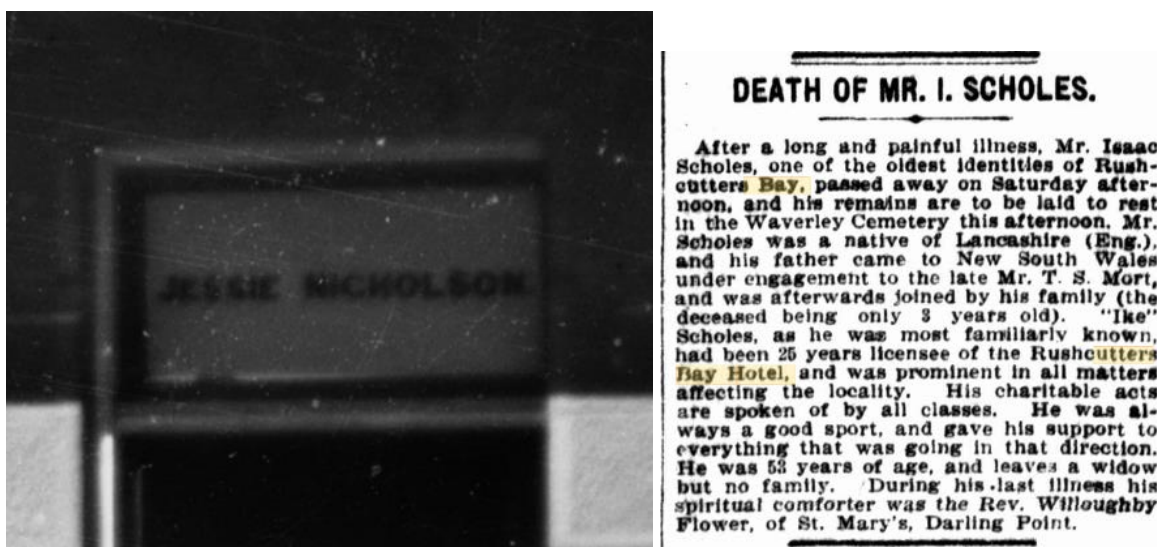 JESSIE NICHOLSON
DEATH OF MR. I. SCHOLES.
After a long and painful illness, Mr. Isaac
Scholes, one of the oldest identities of Rush-
cutters Bay, passed away on Saturday after-
noon, and his remains are to be laid to rest
in the Waverley Cemetery this afternoon. Mr.
Scholes was a native of Lancashire (Eng.),
and his father came to New South Wales
under engagement to the late Mr. T. S. Mort,
and was afterwards joined by his family (the
deceased being only 3 years old). "Ike"
Scholes, as he was most familiarly known,
had been 25 years licensee of the Rushcutters
Bay Hotel, and was prominent in all matters
affecting the locality. His charitable acts
are spoken of by all classes. He was al-
ways a good sport, and gave his support to
everything that was going in that direction.
He was 53 years of age, and leaves a widow
but no family. During his last illness his
spiritual comforter was the Rev. Willoughby
Flower, of St. Mary's, Darling Point.